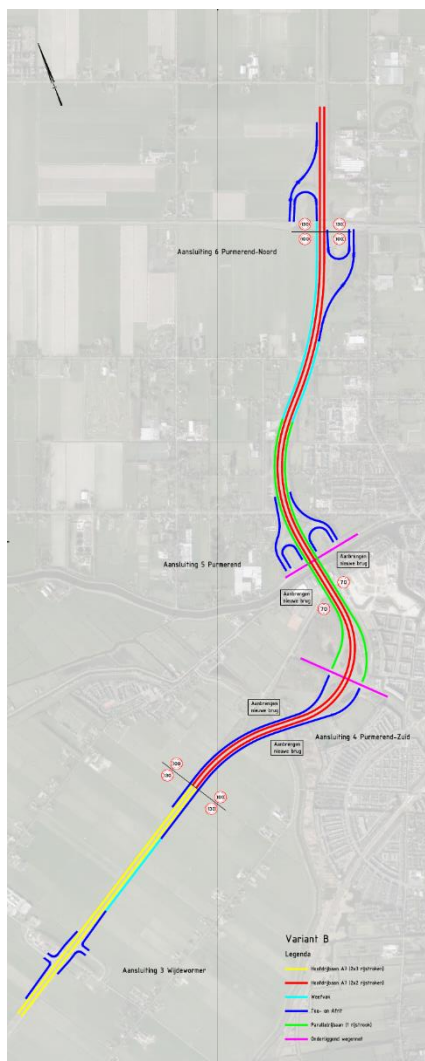 130
130
100
100
Aansluiting 6 Purmerend-Noord
Aansluiting 5 Purmerend
Aanbrengen
nieuwe brug
70
Aanbrengen
nieuwe brug
70
Aanbrengen
nieuwe brug
Aansluiting 4 Purmerend-Zuid
Aanbrengen
nieuwe brug
100
130
100
130
Aansluiting 3 Wijdewormer
Variant B
Legenda
Hoofdrijbaan A7 (2x3 rijstroken)
Hoofdrijbaan A7 (2x2 rijstroken)
Weefvak
Toe- en Afrit
Parallelrijbaan (1 rijstrook)
Onderliggend wegennet